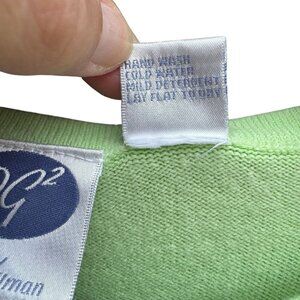 HAND WASH
COLD WATER
MILD DETERGENT
LAY FLAT TO DRY
G²